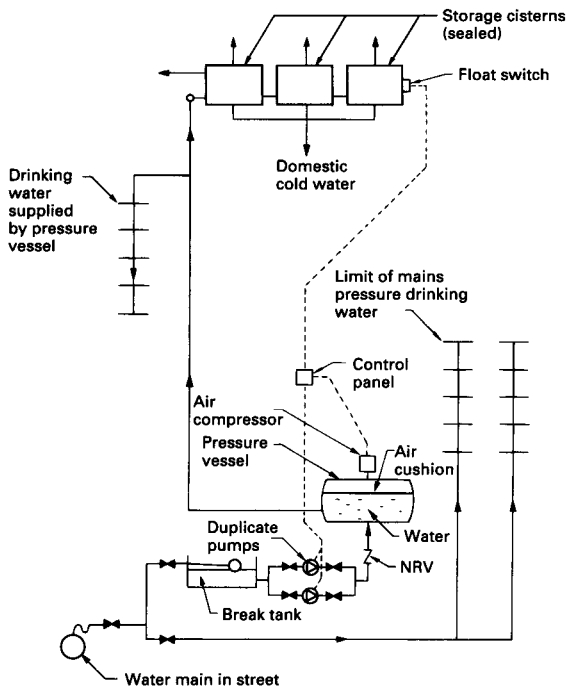 Storage cisterns
(sealed)
Float switch
Domestic
cold water
Drinking
water
supplied
by pressure
vessel
Limit of mains
pressure drinking
water
Control
panel
Air
compressor
Pressure
vessel
Air
cushion
Water
Duplicate
pumps
NRV
Break tank
Water main in street